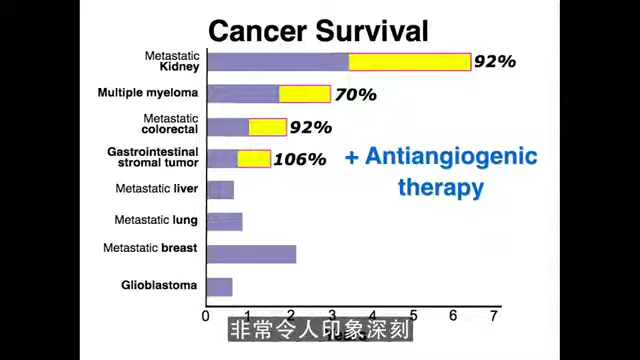 Cancer Survival
Metastatic
Kidney
92%
Multiple myeloma
70%
Metastatic
colorectal
92%
Gastrointestinal
stromal tumor
106%
+ Antiangiogenic
therapy
Metastatic liver
Metastatic lung
Metastatic breast
Glioblastoma
0 1 2 3 4 5 6 7
非常令人印象深刻